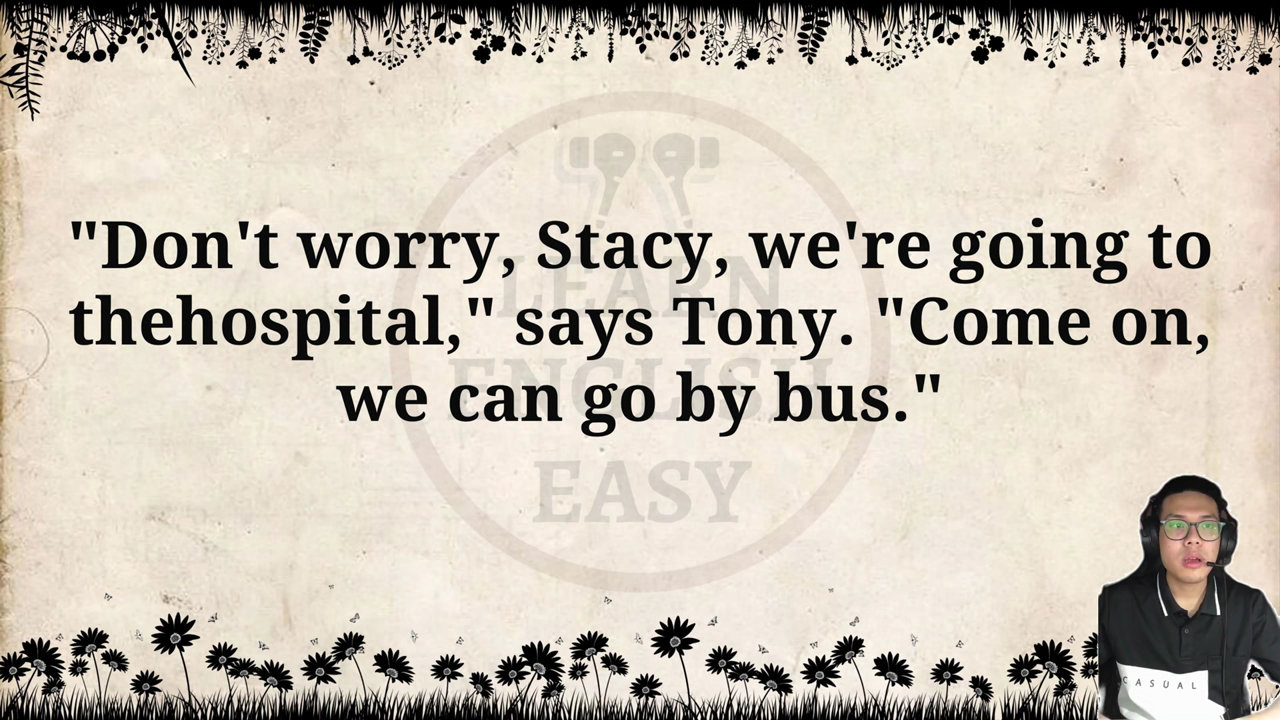 "Don't worry, Stacy, we're going to
thehospital," says Tony. "Come on,
we can go by bus."
LEARN
ENGLISH
EASY
CASUAL